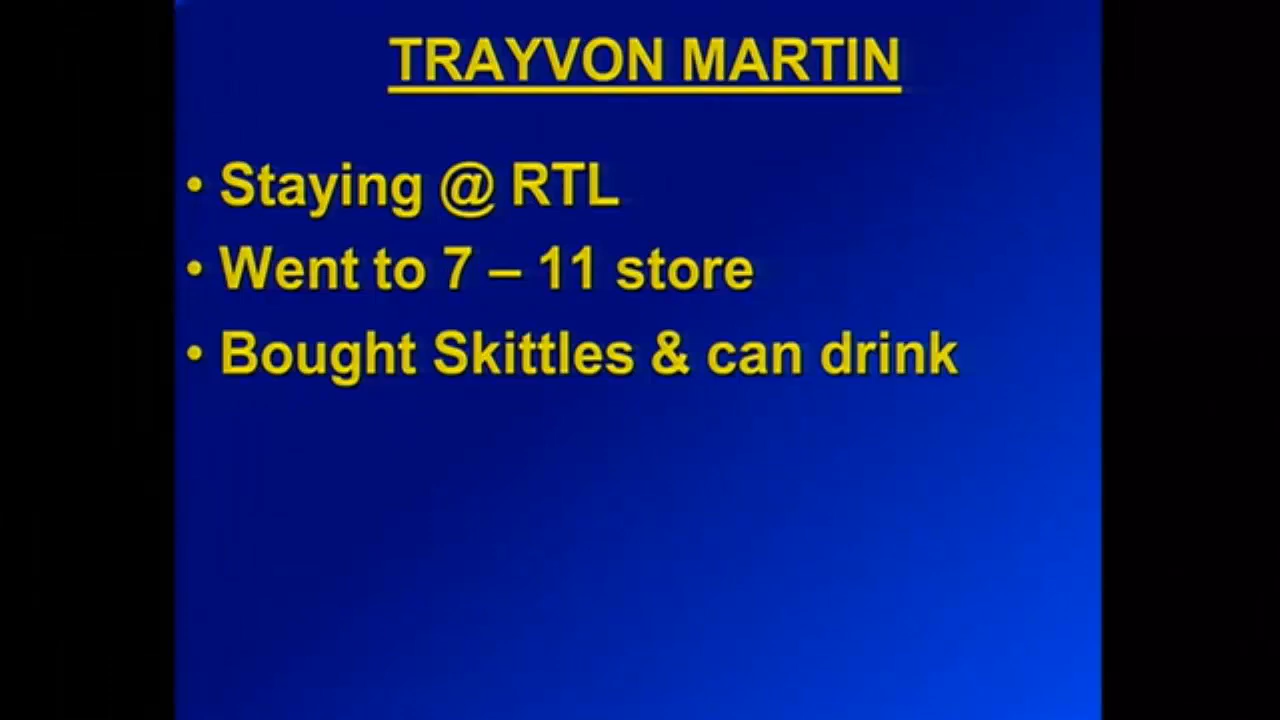 TRAYVON MARTIN
• Staying @ RTL
• Went to 7 – 11 store
• Bought Skittles & can drink